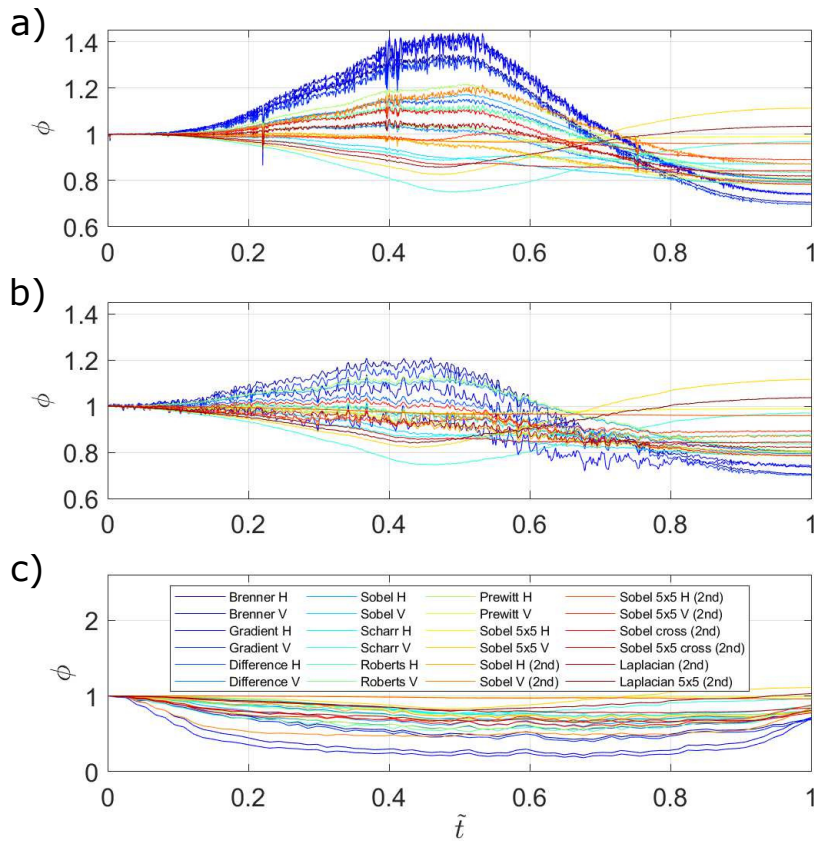 a)
1.4
1.2
1
0.8
0.6
ϕ
0 0.2 0.4 0.6 0.8 1
b)
1.4
1.2
1
0.8
0.6
ϕ
0 0.2 0.4 0.6 0.8 1
c)
2
1
0
ϕ
Brenner H Sobel H Prewitt H Sobel 5x5 H (2nd)
Brenner V Sobel V Prewitt V Sobel 5x5 V (2nd)
Gradient H Scharr H Sobel 5x5 H Sobel cross (2nd)
Gradient V Scharr V Sobel 5x5 V Sobel 5x5 cross (2nd)
Difference H Roberts H Sobel H (2nd) Laplacian (2nd)
Difference V Roberts V Sobel V (2nd) Laplacian 5x5 (2nd)
0 0.2 0.4 0.6 0.8 1
t̃